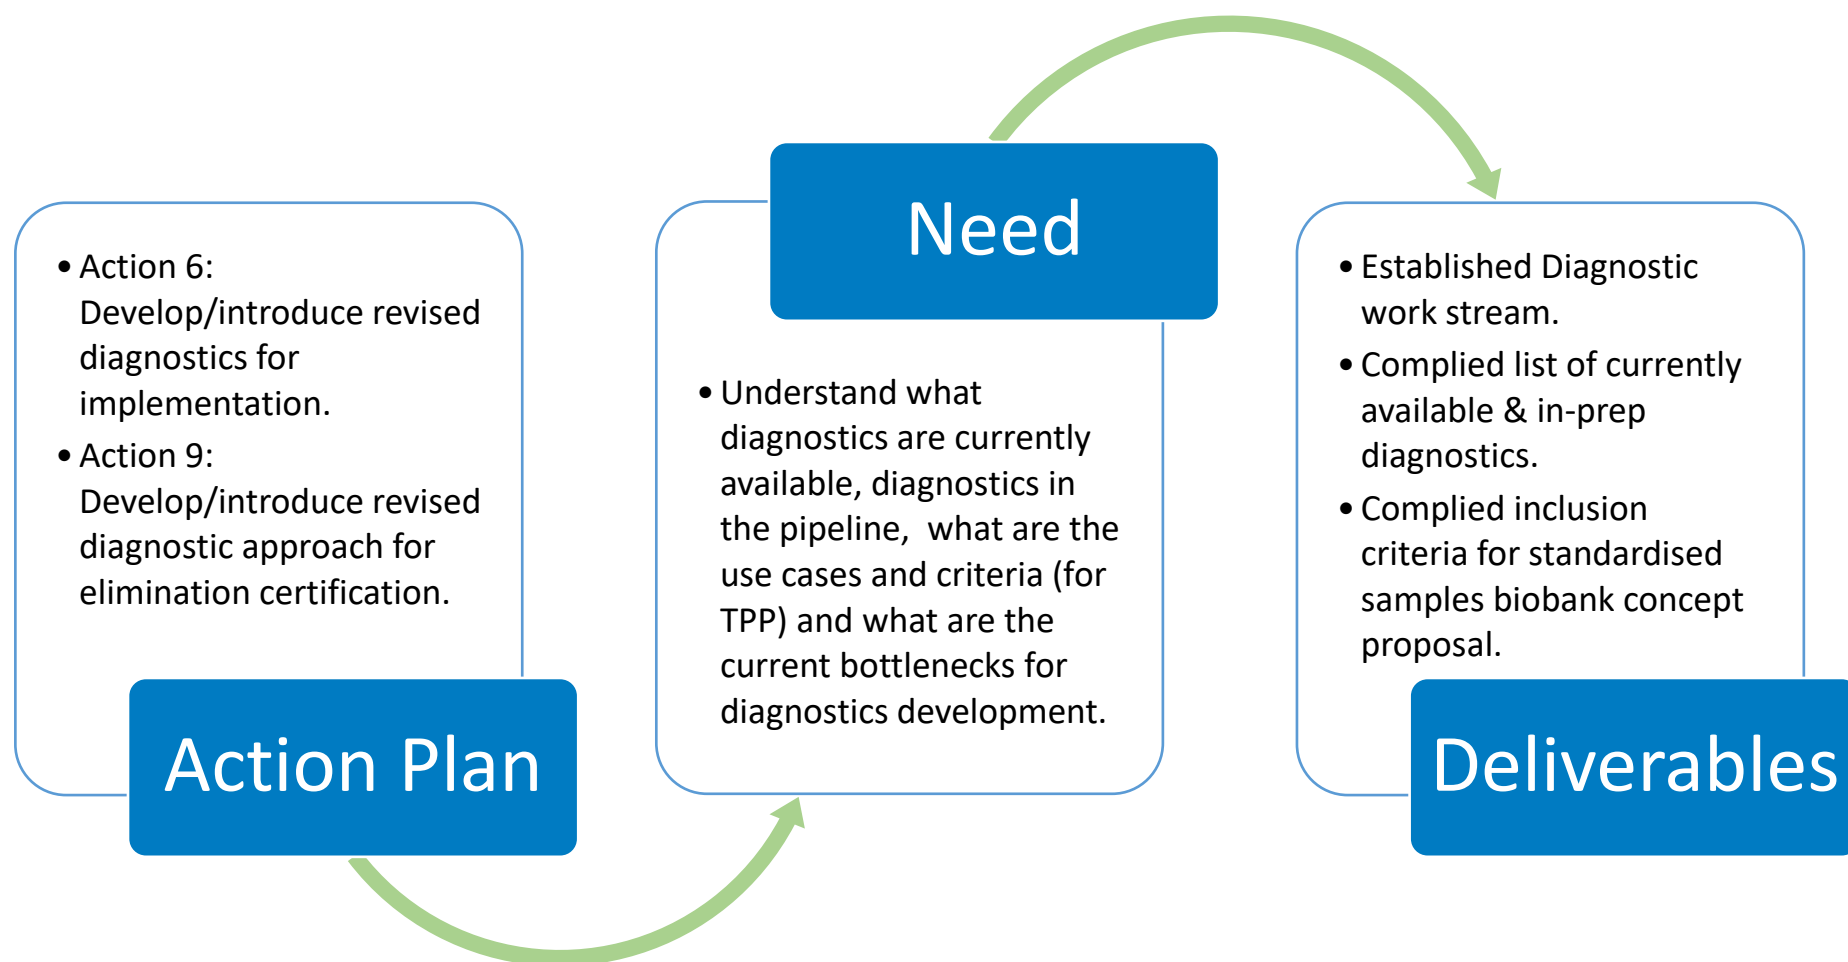 • Action 6:
Develop/introduce revised
diagnostics for
implementation.
• Action 9:
Develop/introduce revised
diagnostic approach for
elimination certification.
Action Plan
Need
• Understand what
diagnostics are currently
available, diagnostics in
the pipeline,  what are the
use cases and criteria (for
TPP) and what are the
current bottlenecks for
diagnostics development.
• Established Diagnostic
work stream.
• Complied list of currently
available & in-prep
diagnostics.
• Complied inclusion
criteria for standardised
samples biobank concept
proposal.
Deliverables